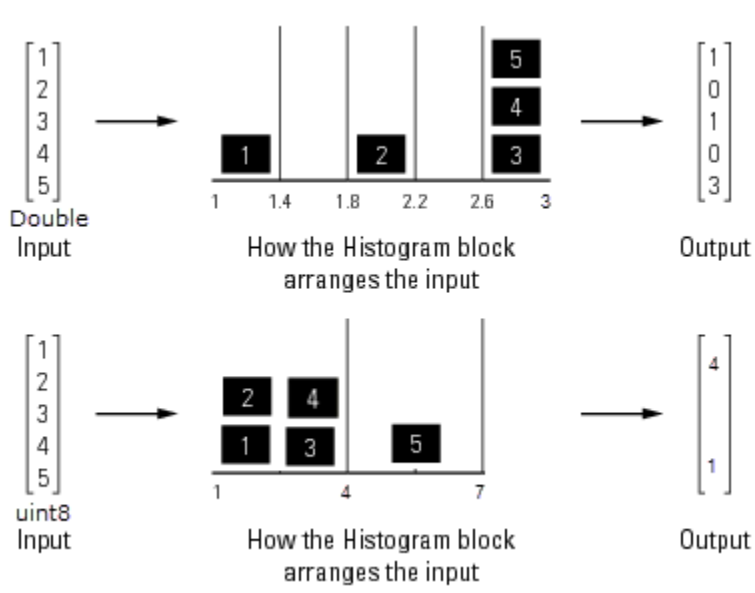 1
2
3
4
5
Double
Input
5
4
1 2 3
1 1.4 1.8 2.2 2.6 3
How the Histogram block
arranges the input
1
0
1
0
3
Output
1
2
3
4
5
uint8
Input
2 4
1 3 5
1 4 7
How the Histogram block
arranges the input
4
1
Output